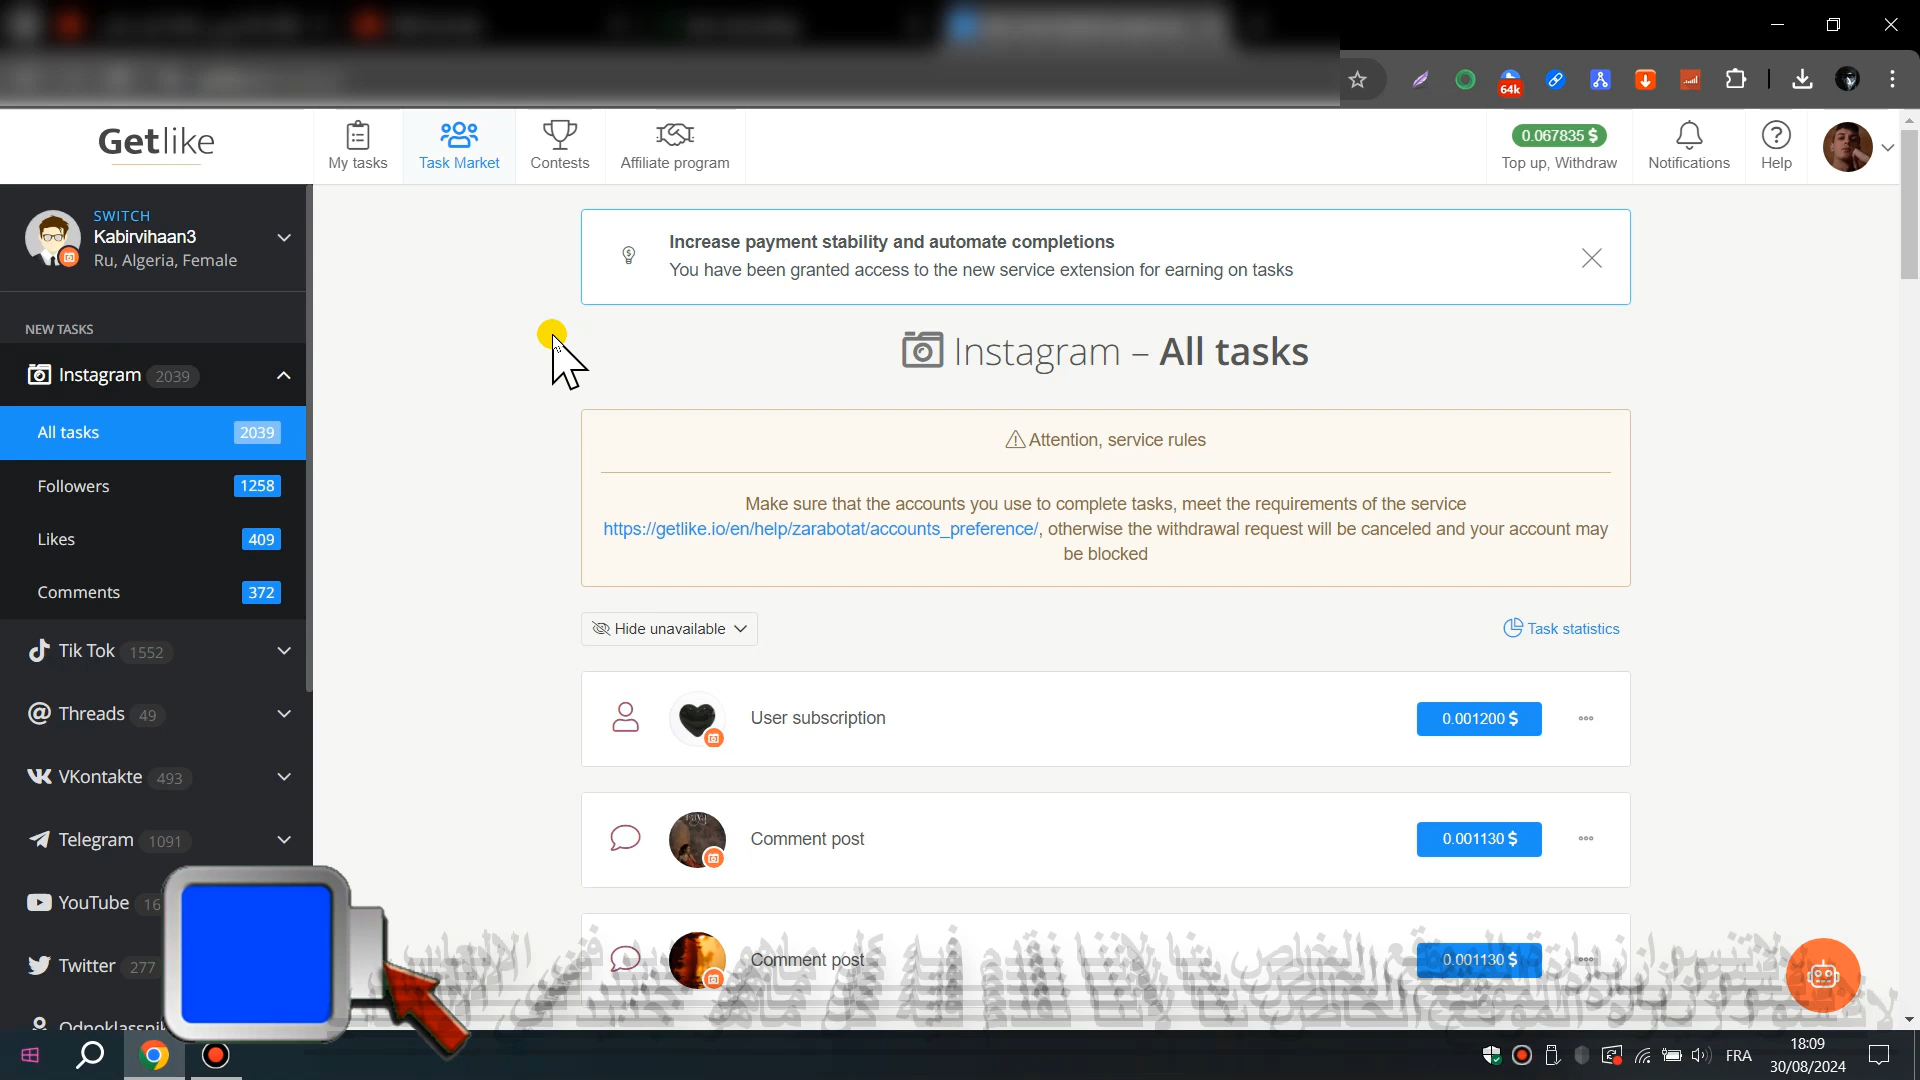 64k
Getlike
My tasks
Task Market
Contests
Affiliate program
0.067835 $
Top up, Withdraw
Notifications
Help
SWITCH
Kabirvihaan3
Ru, Algeria, Female
NEW TASKS
Instagram 2039
All tasks 2039
Followers 1258
Likes 409
Comments 372
Tik Tok 1552
Threads 49
VKontakte 493
Telegram 1091
YouTube 16
Twitter 277
Increase payment stability and automate completions
You have been granted access to the new service extension for earning on tasks
Instagram – All tasks
Attention, service rules
Make sure that the accounts you use to complete tasks, meet the requirements of the service
https://getlike.io/en/help/zarabotat/accounts_preference/, otherwise the withdrawal request will be canceled and your account may
be blocked
Hide unavailable
Task statistics
User subscription 0.001200 $
Comment post 0.001130 $
Comment post 0.001130 $
FRA
18:09
30/08/2024